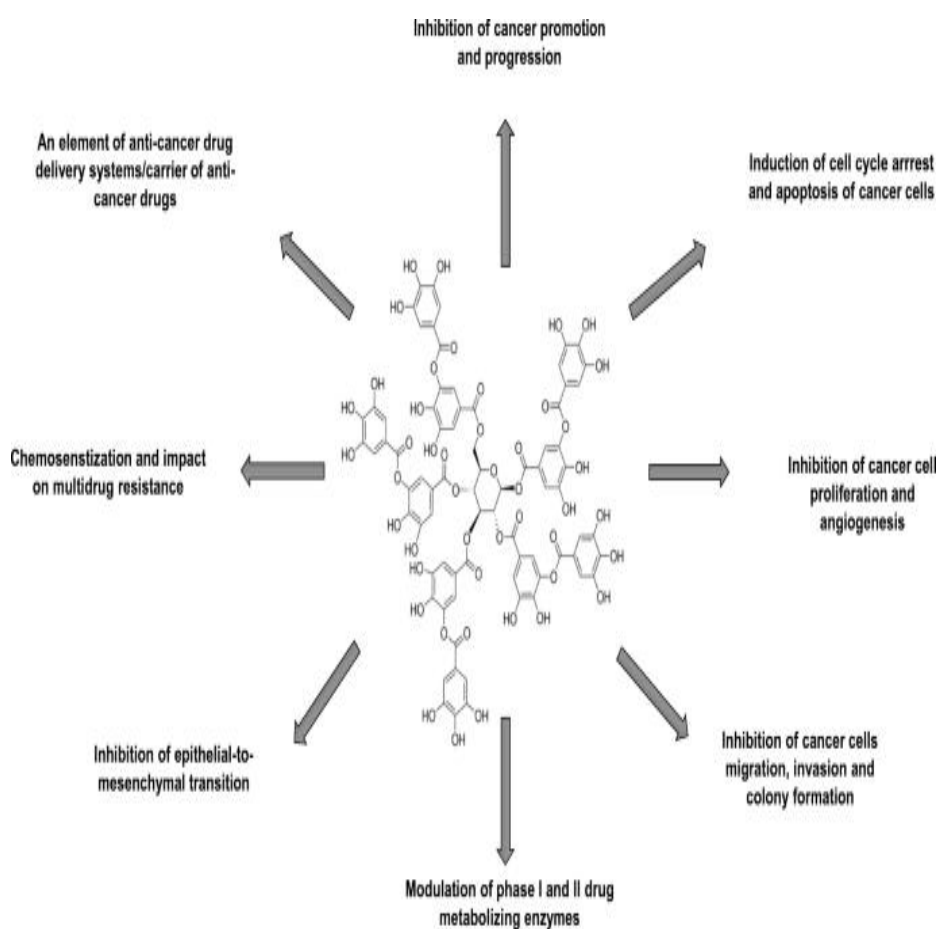 Inhibition of cancer promotion
and progression
An element of anti-cancer drug
delivery systems/carrier of anti-
cancer drugs
Induction of cell cycle arrrest
and apoptosis of cancer cells
Chemosenstization and impact
on multidrug resistance
Inhibition of cancer cell
proliferation and
angiogenesis
Inhibition of epithelial-to-
mesenchymal transition
Inhibition of cancer cells
migration, invasion and
colony formation
Modulation of phase I and II drug
metabolizing enzymes